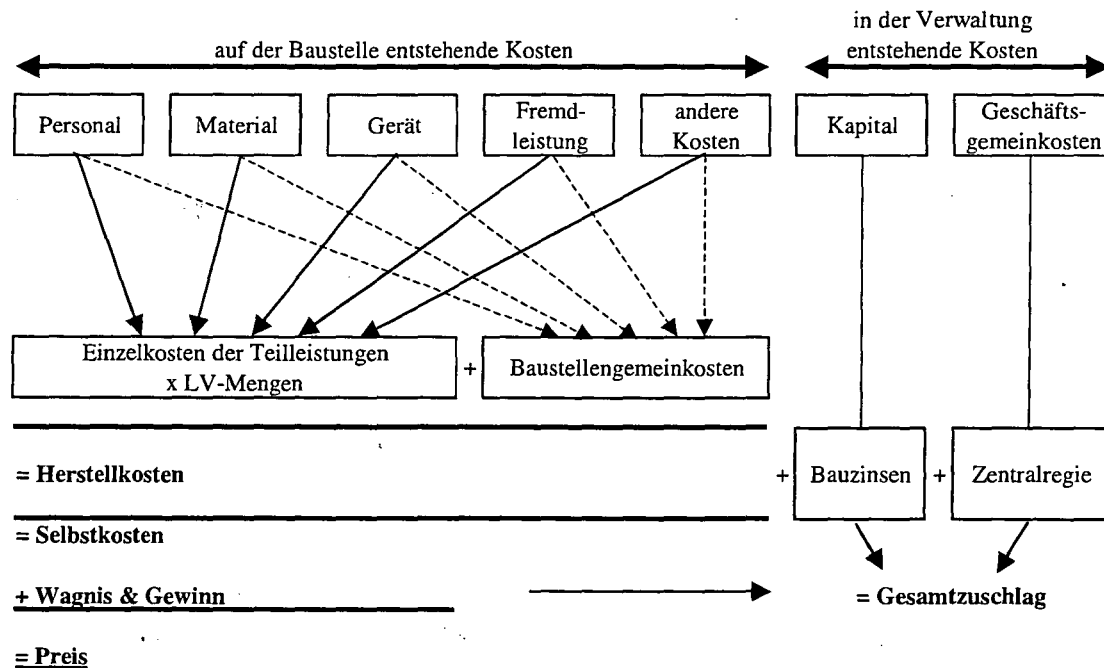 in der Verwaltung
auf der Baustelle entstehende Kosten
entstehende Kosten
Personal
Material
Gerät
Fremd-
leistung
andere
Kosten
Kapital
Geschäfts-
gemeinkosten
Einzelkosten der Teilleistungen
x LV-Mengen
+
Baustellengemeinkosten
= Herstellkosten
+
Bauzinsen
+
Zentralregie
= Selbstkosten
+ Wagnis & Gewinn
= Gesamtzuschlag
= Preis